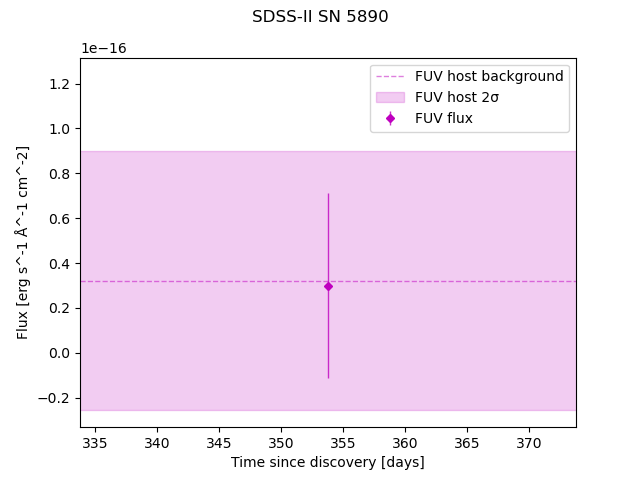 SDSS-II SN 5890
1e−16
FUV host background
FUV host 2σ
FUV flux
1.2
1.0
0.8
0.6
0.4
0.2
0.0
−0.2
Flux [erg s^-1 Å^-1 cm^-2]
335 340 345 350 355 360 365 370
Time since discovery [days]